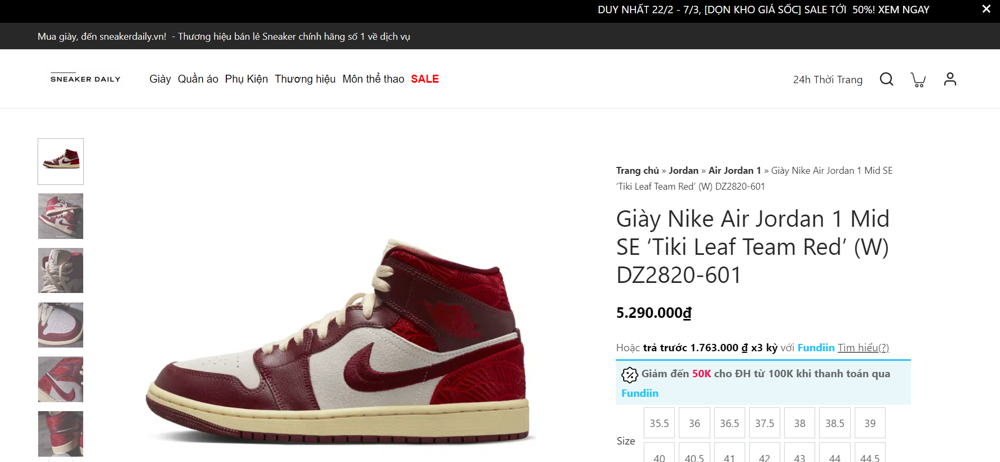 DUY NHẤT 22/2 - 7/3, [DỌN KHO GIÁ SỐC] SALE TỚI  50%! XEM NGAY
Mua giày, đến sneakerdaily.vn!  - Thương hiệu bán lẻ Sneaker chính hãng số 1 về dịch vụ
SNEAKER DAILY
Giày Quần áo Phụ Kiện Thương hiệu Môn thể thao SALE
24h Thời Trang
Trang chủ » Jordan » Air Jordan 1 » Giày Nike Air Jordan 1 Mid SE
‘Tiki Leaf Team Red’ (W) DZ2820-601
Giày Nike Air Jordan 1 Mid
SE ‘Tiki Leaf Team Red’ (W)
DZ2820-601
5.290.000₫
Hoặc trả trước 1.763.000 ₫ x3 kỳ với Fundiin Tìm hiểu(?)
Giảm đến 50K cho ĐH từ 100K khi thanh toán qua
Fundiin
35.5 36 36.5 37.5 38 38.5 39
Size
40 40.5 41 42 43 44 44.5